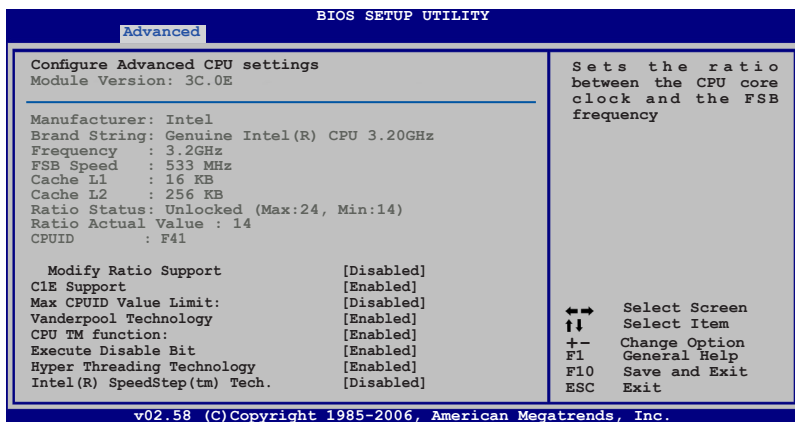 BIOS SETUP UTILITY
Advanced
Configure Advanced CPU settings
Module Version: 3C.0E
Manufacturer: Intel
Brand String: Genuine Intel(R) CPU 3.20GHz
Frequency : 3.2GHz
FSB Speed : 533 MHz
Cache L1 : 16 KB
Cache L2 : 256 KB
Ratio Status: Unlocked (Max:24, Min:14)
Ratio Actual Value : 14
CPUID : F41
Modify Ratio Support [Disabled]
C1E Support [Enabled]
Max CPUID Value Limit: [Disabled]
Vanderpool Technology [Enabled]
CPU TM function: [Enabled]
Execute Disable Bit [Enabled]
Hyper Threading Technology [Enabled]
Intel(R) SpeedStep(tm) Tech. [Disabled]
Sets the ratio
between the CPU core
clock and the FSB
frequency
←→ Select Screen
↑↓ Select Item
+- Change Option
F1 General Help
F10 Save and Exit
ESC Exit
v02.58 (C)Copyright 1985-2006, American Megatrends, Inc.